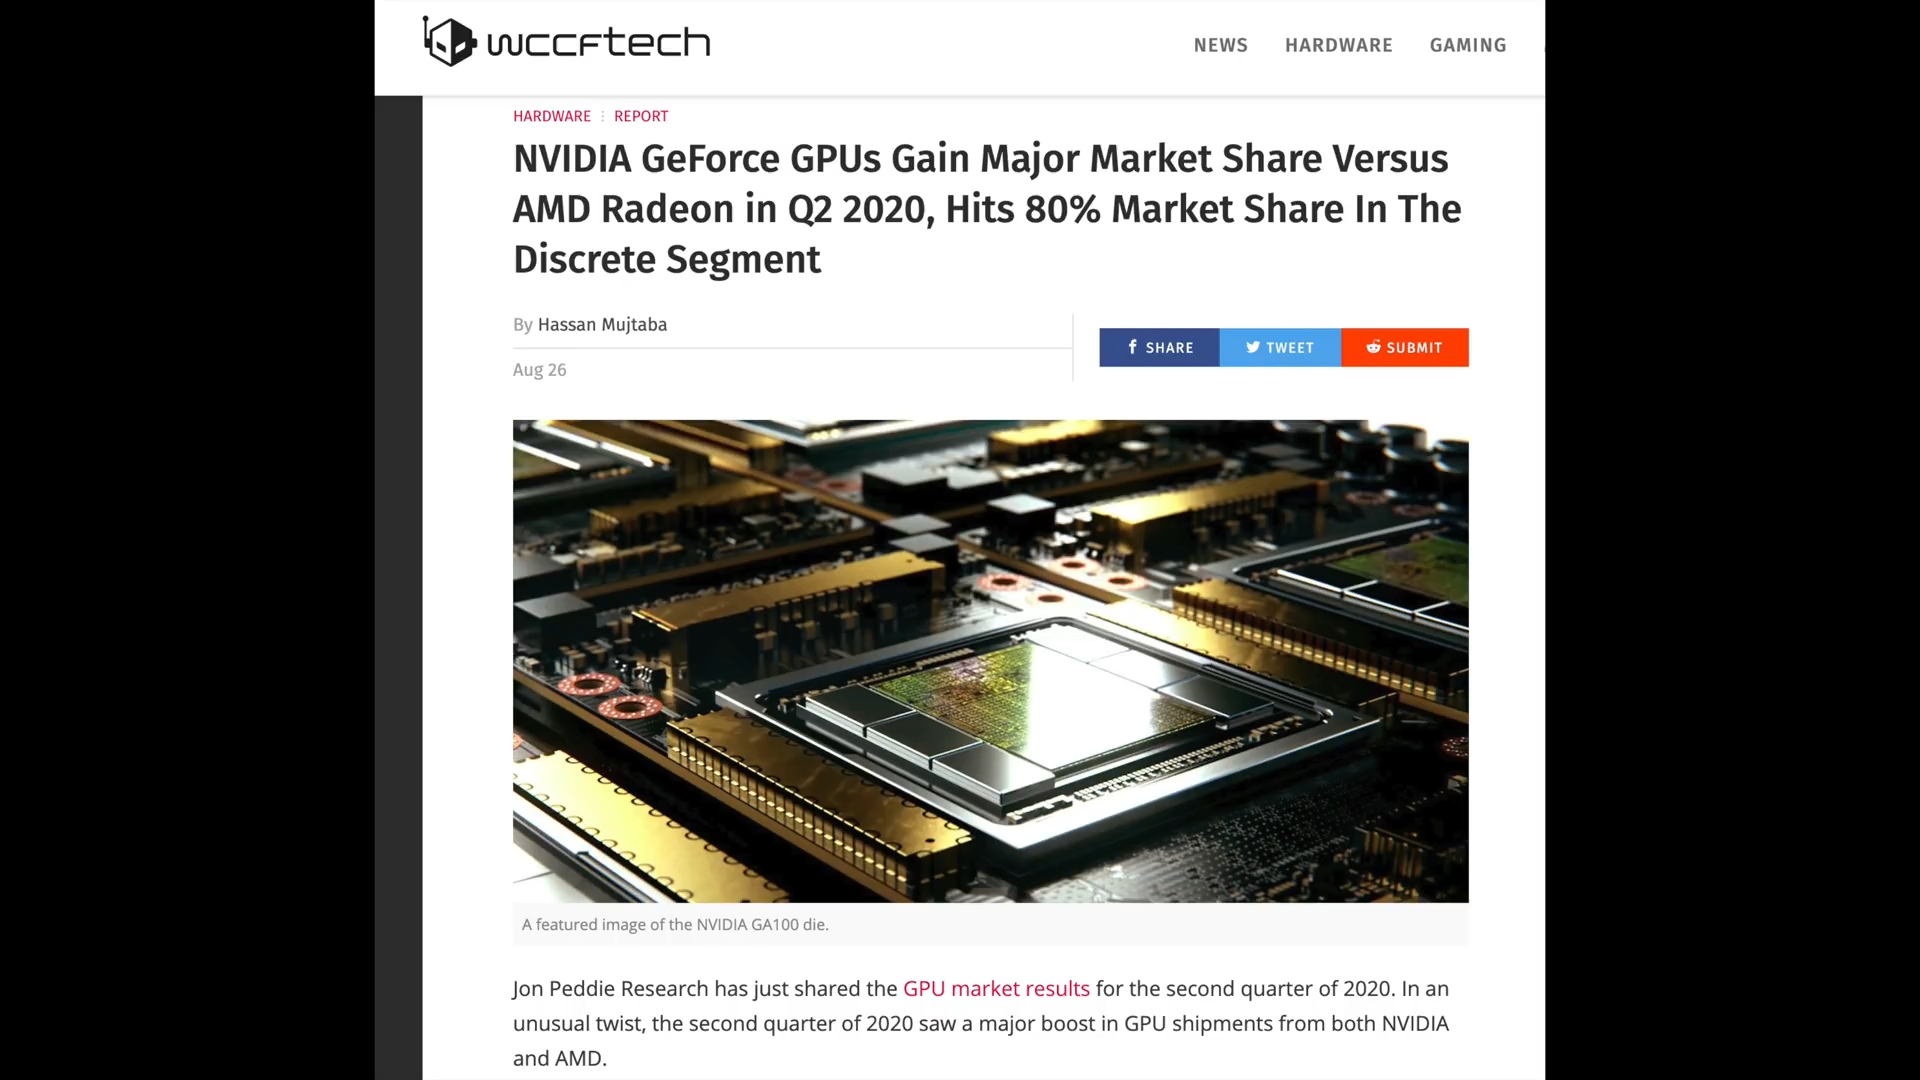 wccftech
NEWS HARDWARE GAMING
HARDWARE REPORT
NVIDIA GeForce GPUs Gain Major Market Share Versus
AMD Radeon in Q2 2020, Hits 80% Market Share In The
Discrete Segment
By Hassan Mujtaba
Aug 26
SHARE TWEET SUBMIT
A featured image of the NVIDIA GA100 die.
Jon Peddie Research has just shared the GPU market results for the second quarter of 2020. In an
unusual twist, the second quarter of 2020 saw a major boost in GPU shipments from both NVIDIA
and AMD.